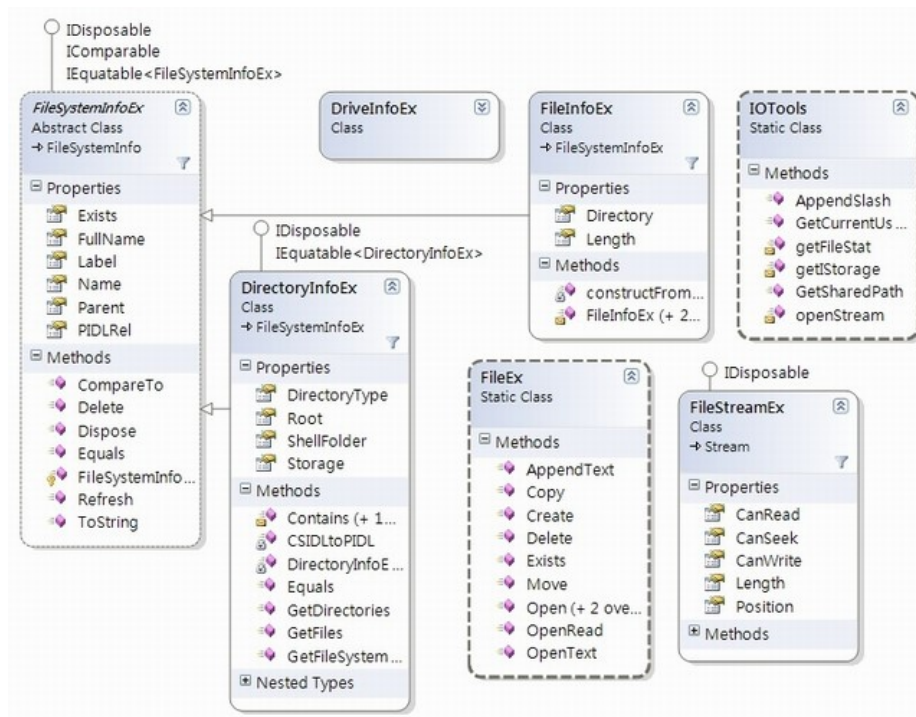 IDisposable
IComparable
IEquatable<FileSystemInfoEx>
FileSystemInfoEx
Abstract Class
FileSystemInfo
Properties
Exists
FullName
Label
Name
Parent
PIDLRel
Methods
CompareTo
Delete
Dispose
Equals
FileSystemInfo...
Refresh
ToString
DriveInfoEx
Class
IDisposable
IEquatable<DirectoryInfoEx>
DirectoryInfoEx
Class
FileSystemInfoEx
Properties
DirectoryType
Root
ShellFolder
Storage
Methods
Contains (+ 1...
CSIDLtoPIDL
DirectoryInfoE...
Equals
GetDirectories
GetFiles
GetFileSystem...
Nested Types
FileInfoEx
Class
FileSystemInfoEx
Properties
Directory
Length
Methods
constructFrom...
FileInfoEx (+ 2...
IOTools
Static Class
Methods
AppendSlash
GetCurrentUs...
getFileStat
getIStorage
GetSharedPath
openStream
FileEx
Static Class
Methods
AppendText
Copy
Create
Delete
Exists
Move
Open (+ 2 ove...
OpenRead
OpenText
IDisposable
FileStreamEx
Class
Stream
Properties
CanRead
CanSeek
CanWrite
Length
Position
Methods